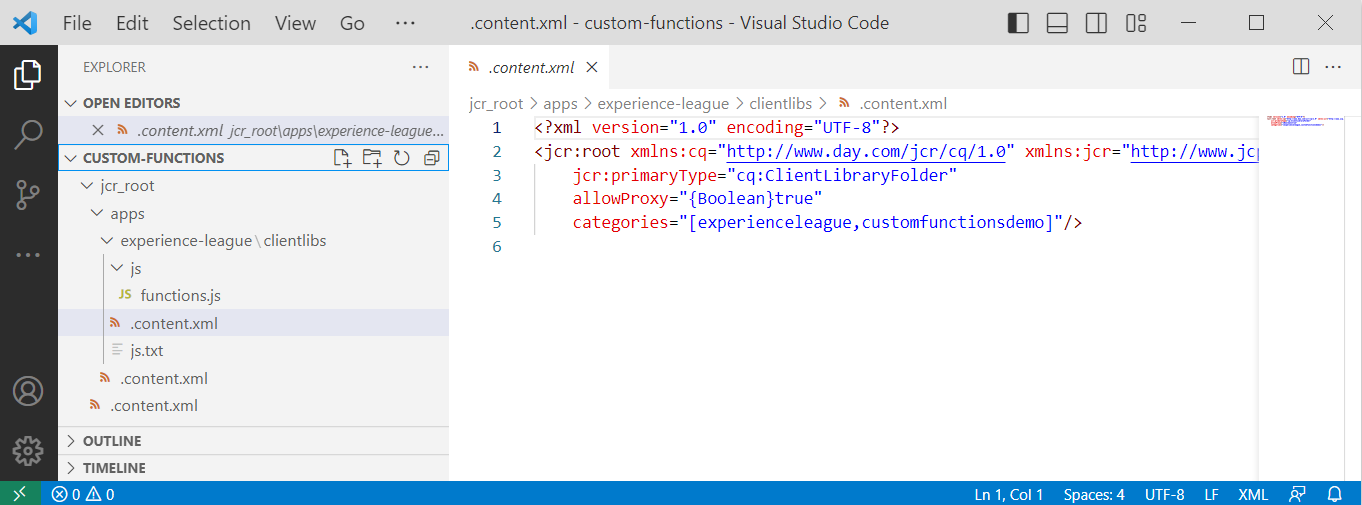 File Edit Selection View Go ··· .content.xml - custom-functions - Visual Studio Code
EXPLORER ···
OPEN EDITORS
.content.xml jcr_root\apps\experience-league...
CUSTOM-FUNCTIONS
jcr_root
apps
experience-league\clientlibs
js
JS functions.js
.content.xml
js.txt
.content.xml
.content.xml
OUTLINE
TIMELINE
.content.xml
jcr_root > apps > experience-league > clientlibs > .content.xml
1 <?xml version="1.0" encoding="UTF-8"?>
2 <jcr:root xmlns:cq="http://www.day.com/jcr/cq/1.0" xmlns:jcr="http://www.jcp
3 jcr:primaryType="cq:ClientLibraryFolder"
4 allowProxy="{Boolean}true"
5 categories="[experienceleague,customfunctionsdemo]"/>
6
0 0 Ln 1, Col 1 Spaces: 4 UTF-8 LF XML